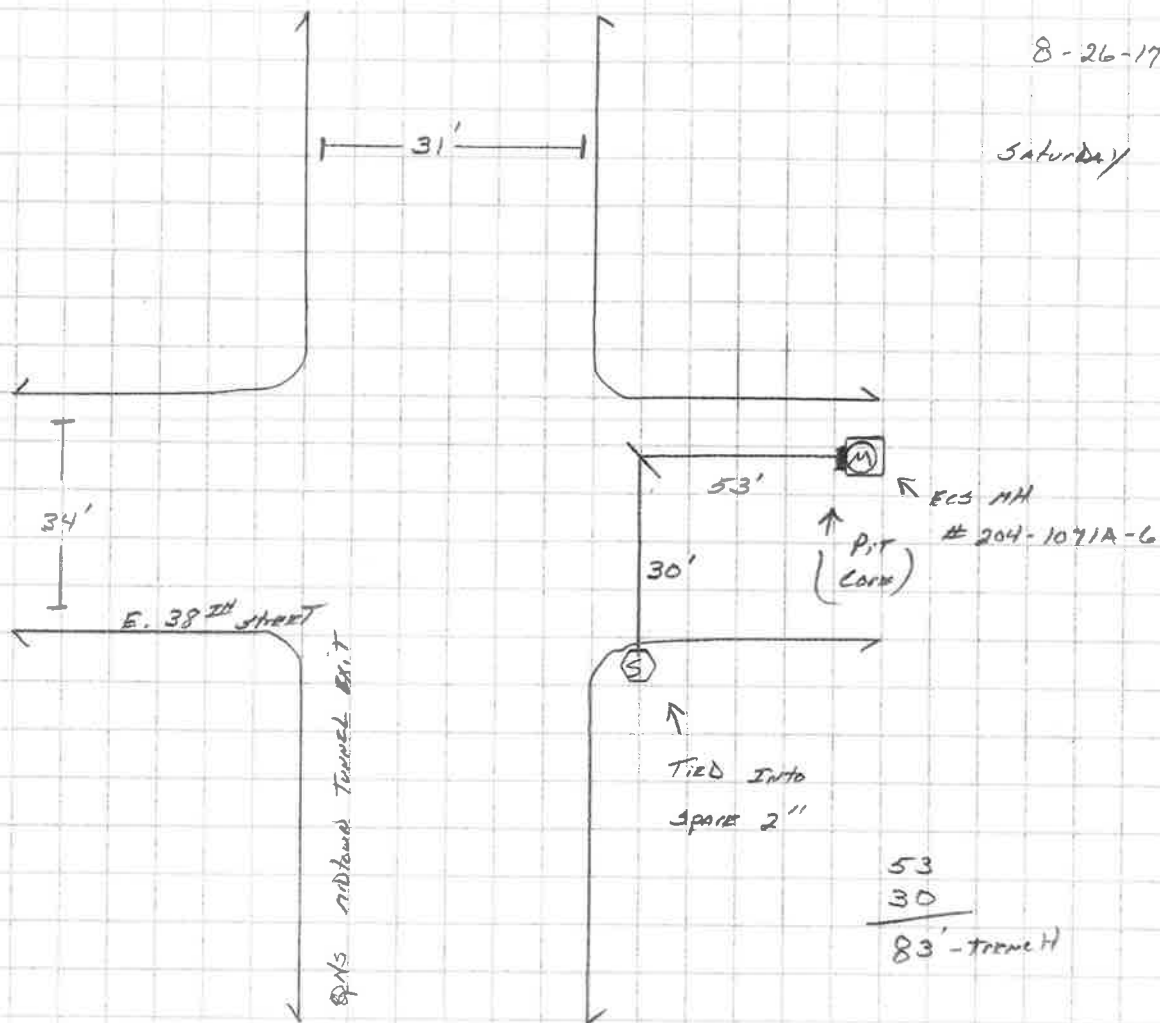 8-26-17
Saturday
31'
34'
53'
30'
M
ECS MH
# 204-1071A-6
Pit
(Core)
E. 38TH street
QNS MIDTOWN TUNNEL EXIT
S
TIED INTO
SPARE 2"
53
30
83' - TRENCH